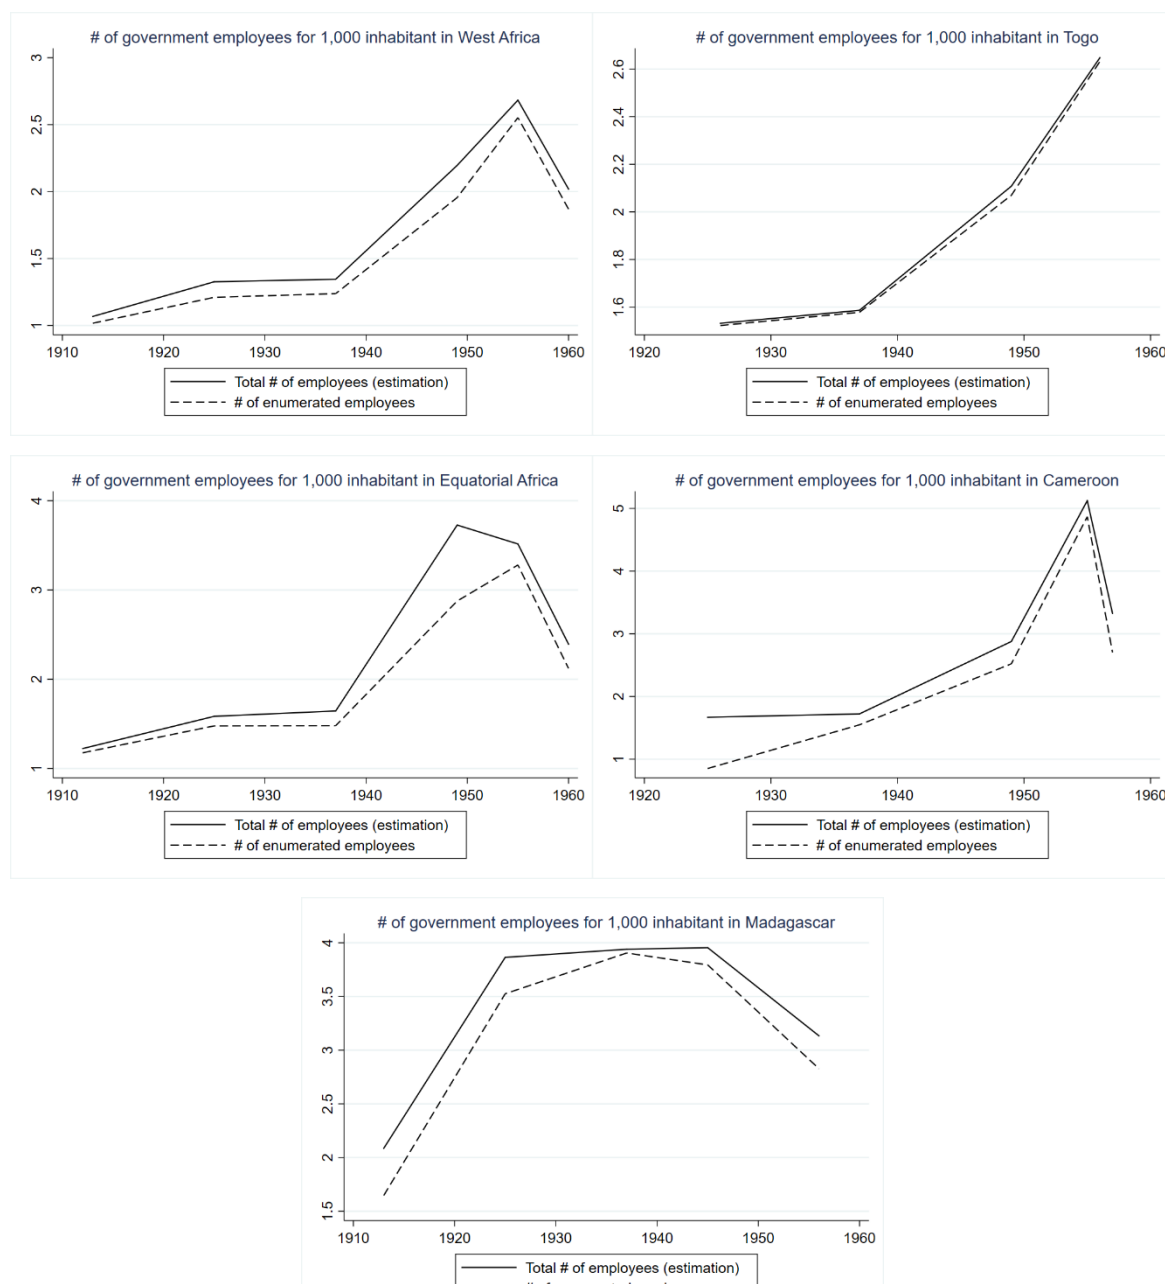 # of government employees for 1,000 inhabitant in West Africa
3
2.5
2
1.5
1
1910 1920 1930 1940 1950 1960
Total # of employees (estimation)
# of enumerated employees
# of government employees for 1,000 inhabitant in Togo
2.6
2.4
2.2
2
1.8
1.6
1920 1930 1940 1950 1960
Total # of employees (estimation)
# of enumerated employees
# of government employees for 1,000 inhabitant in Equatorial Africa
4
3
2
1
1910 1920 1930 1940 1950 1960
Total # of employees (estimation)
# of enumerated employees
# of government employees for 1,000 inhabitant in Cameroon
5
4
3
2
1
1920 1930 1940 1950 1960
Total # of employees (estimation)
# of enumerated employees
# of government employees for 1,000 inhabitant in Madagascar
4
3.5
3
2.5
2
1.5
1910 1920 1930 1940 1950 1960
Total # of employees (estimation)